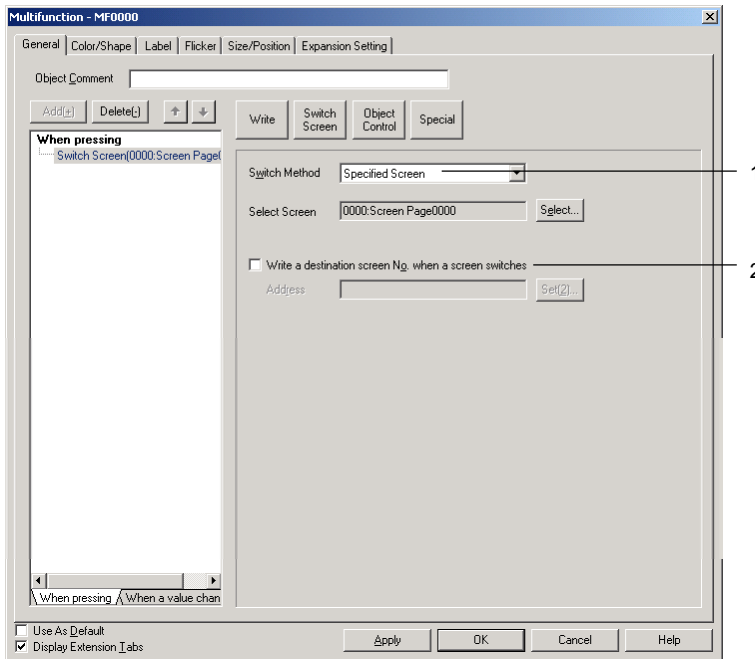 Multifunction - MF0000
General Color/Shape Label Flicker Size/Position Expansion Setting
Object Comment
Add(+) Delete(-)
Write
Switch Screen
Object Control
Special
When pressing
Switch Screen(0000:Screen Page(
Switch Method Specified Screen 1
Select Screen 0000:Screen Page0000 Select...
Write a destination screen No. when a screen switches 2
Address Set(2)...
When pressing When a value chan
Use As Default
Display Extension Tabs
Apply OK Cancel Help